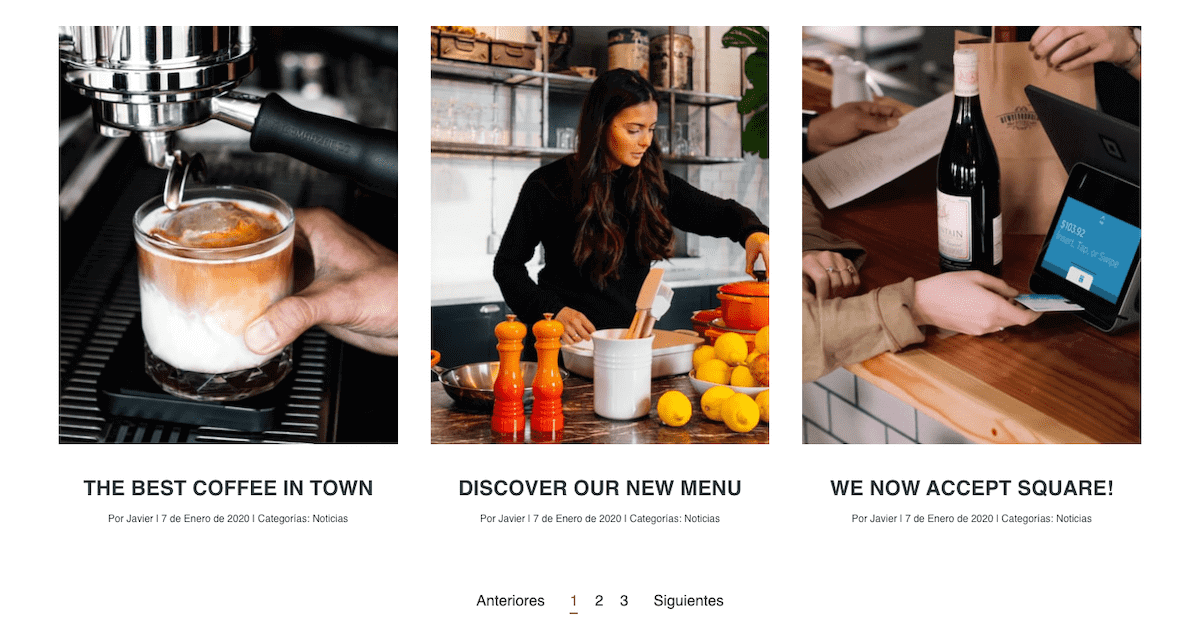 $103.92
Insert, Tap, or Swipe
THE BEST COFFEE IN TOWN
DISCOVER OUR NEW MENU
WE NOW ACCEPT SQUARE!
Por Javier | 7 de Enero de 2020 | Categorías: Noticias
Por Javier | 7 de Enero de 2020 | Categorías: Noticias
Por Javier | 7 de Enero de 2020 | Categorías: Noticias
Anteriores 1 2 3 Siguientes